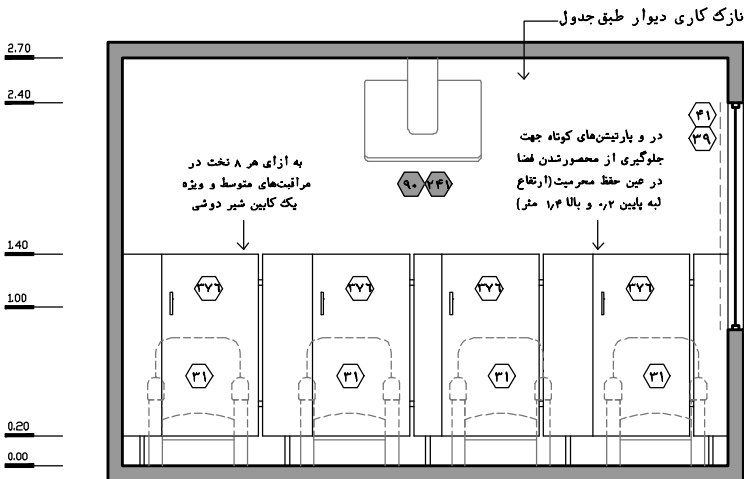 نازک کاری دیوار طبق جدول
2.70
2.40
۴۱
۳۹
در و پارتیشن‌های کوتاه جهت
جلوگیری از محصورشدن فضا
در عین حفظ محرمیت(ارتفاع
لبه پایین ۰٫۲ و بالا ۱٫۴ متر)
به ازای هر ۸ تخت در
مراقبت‌های متوسط و ویژه
یک کابین شیر دوشی
۹۰ ۲۴۱
1.40
۳۷۶ ۳۷۶ ۳۷۶ ۳۷۶
1.00
۳۱ ۳۱ ۳۱ ۳۱
0.20
0.00